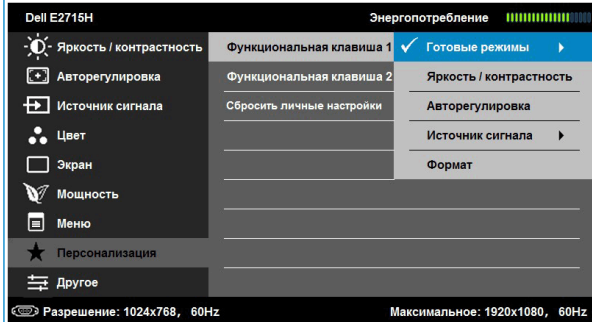 Dell E2715H Энергопотребление
Яркость / контрастность Функциональная клавиша 1 Готовые режимы
Авторегулировка Функциональная клавиша 2 Яркость / контрастность
Источник сигнала Сбросить личные настройки Авторегулировка
Цвет Источник сигнала
Экран Формат
Мощность
Меню
Персонализация
Другое
Разрешение: 1024x768, 60Hz Максимальное: 1920x1080, 60Hz